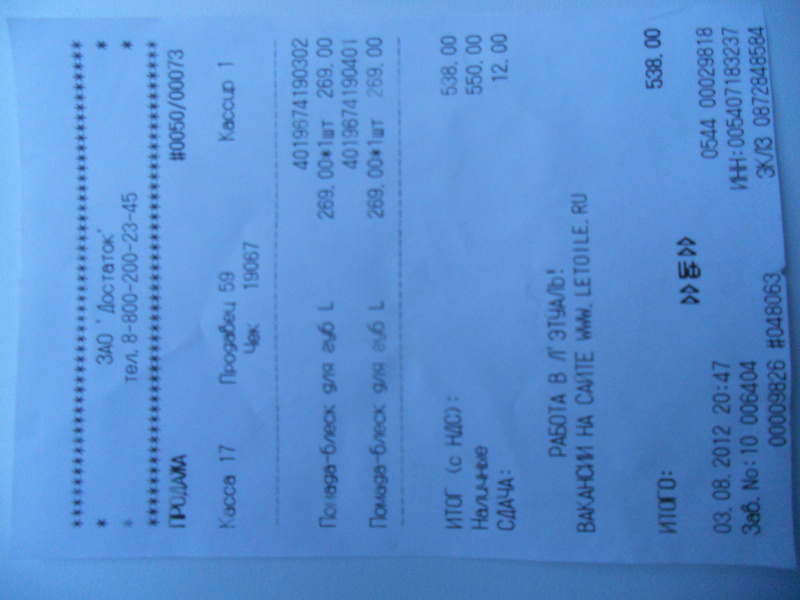 ****************************************
* ЗАО 'Достаток' *
* тел. 8-800-200-23-45 *
****************************************
ПРОДАЖА #0050/00073
Касса 17 Продавец 59 Кассир 1
Чек 19067
4019674190302
Помада-блеск для губ L 269.00*1шт 269.00
4019674190401
Помада-блеск для губ L 269.00*1шт 269.00
ИТОГ (с НДС): 538.00
Наличные 550.00
СДАЧА: 12.00
РАБОТА В Л'ЭТУАЛЬ!
ВАКАНСИИ НА САЙТЕ WWW.LETOILE.RU
ИТОГО: 538.00
03.08.2012 20:47 0544 00029818
Зав.No:10 006404 ИНН:005407183237
00009826 #048063 ЭКЛЗ 0872848584